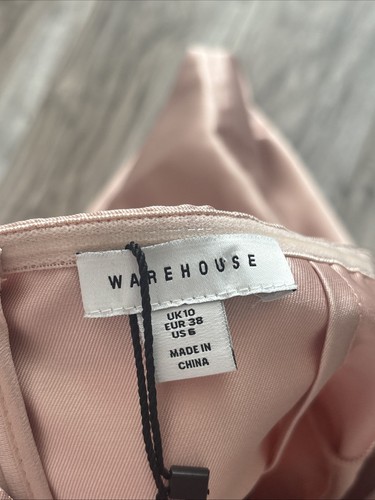 WAREHOUSE
UK10
EUR 38
US 6
MADE IN
CHINA